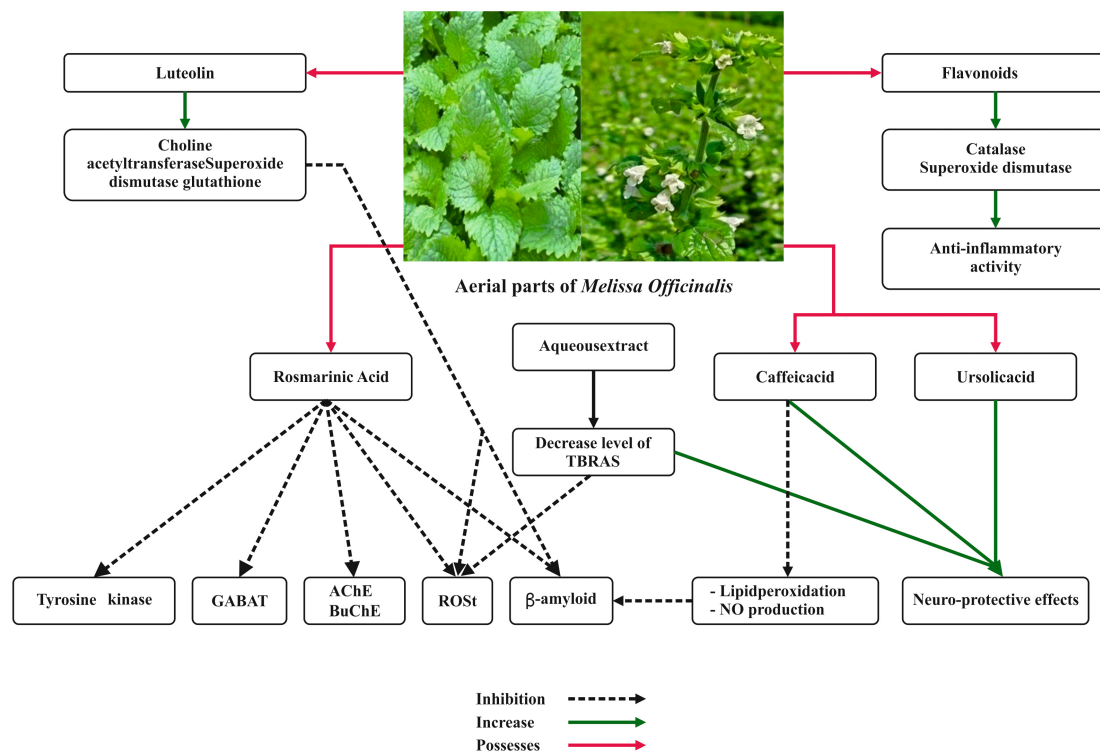 Luteolin
Flavonoids
Choline
acetyltransferaseSuperoxide
dismutase glutathione
Catalase
Superoxide dismutase
Anti-inflammatory
activity
Aerial parts of Melissa Officinalis
Aqueousextract
Rosmarinic Acid
Caffeicacid
Ursolicacid
Decrease level of
TBRAS
Tyrosine kinase
GABAT
AChE
BuChE
ROSt
β-amyloid
- Lipidperoxidation
- NO production
Neuro-protective effects
Inhibition
Increase
Possesses